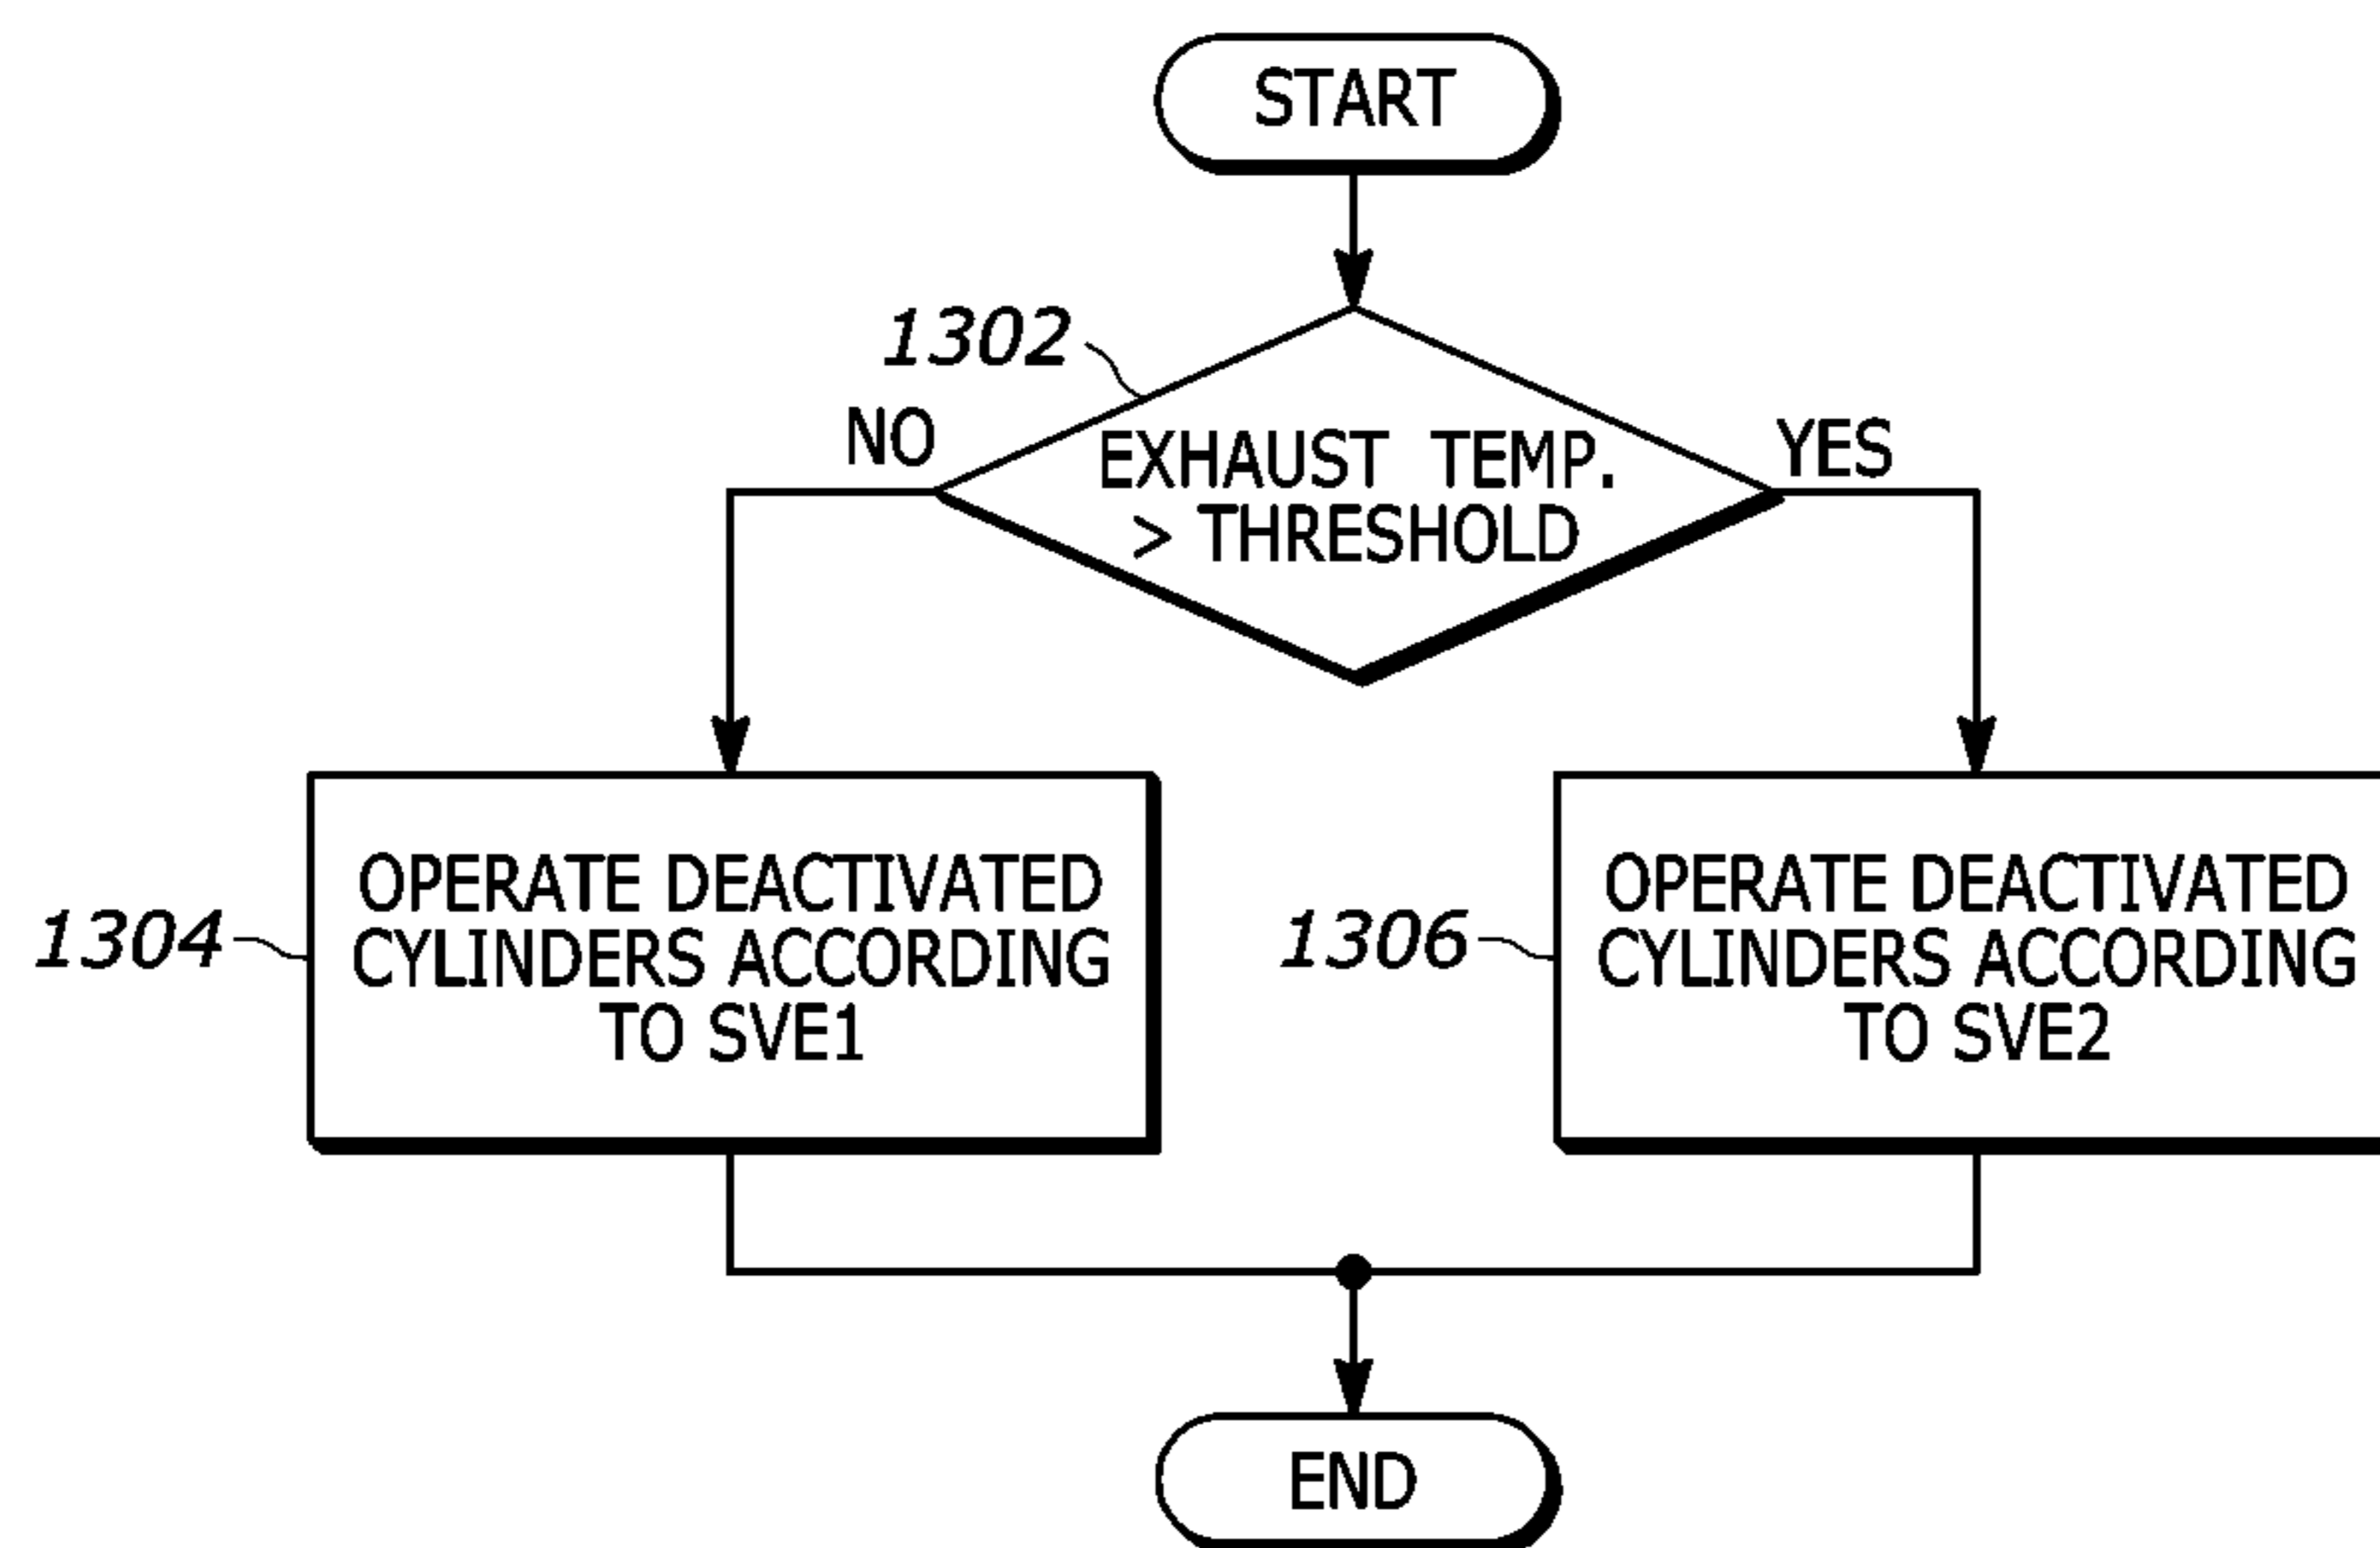 START
1302
NO
YES
EXHAUST TEMP.
> THRESHOLD
1304
OPERATE DEACTIVATED
CYLINDERS ACCORDING
TO SVE1
1306
OPERATE DEACTIVATED
CYLINDERS ACCORDING
TO SVE2
END